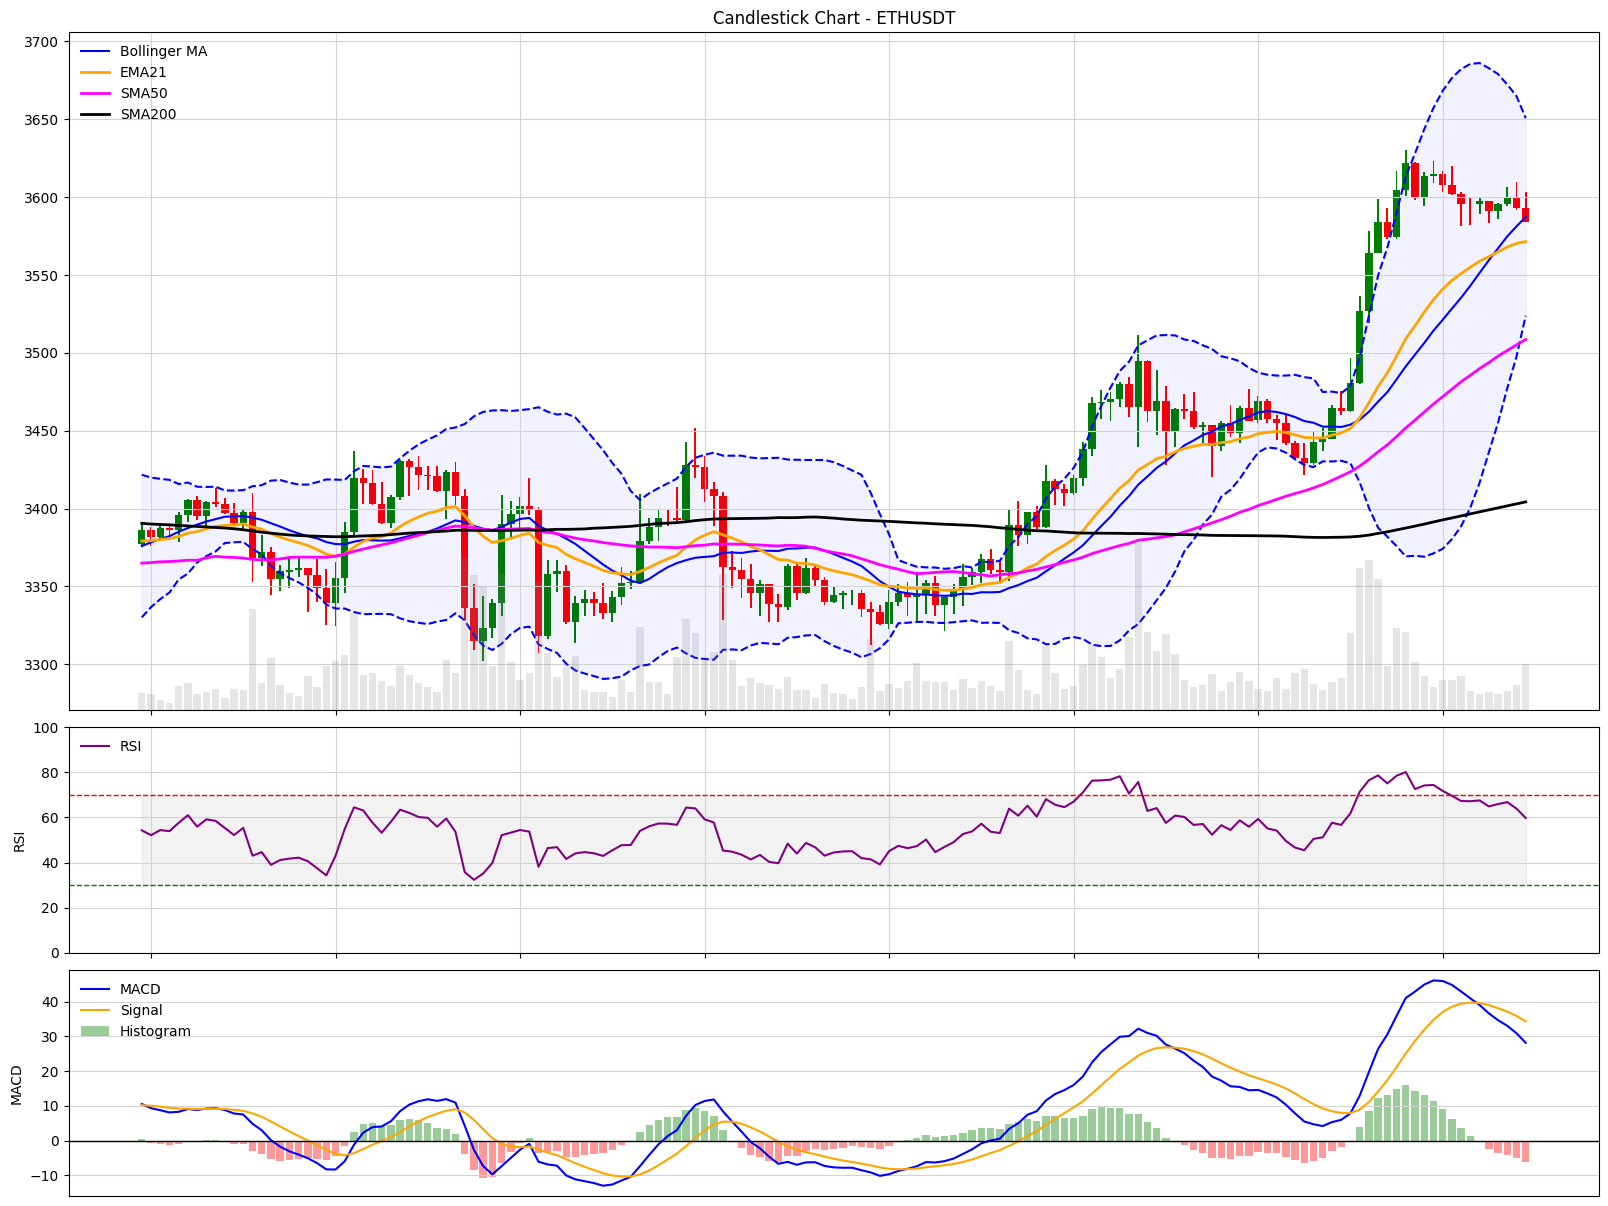 Candlestick Chart - ETHUSDT
3700
3650
3600
3550
3500
3450
3400
3350
3300
Bollinger MA
EMA21
SMA50
SMA200
100
80
60
40
20
0
RSI
RSI
40
30
20
10
0
−10
MACD
MACD
Signal
Histogram